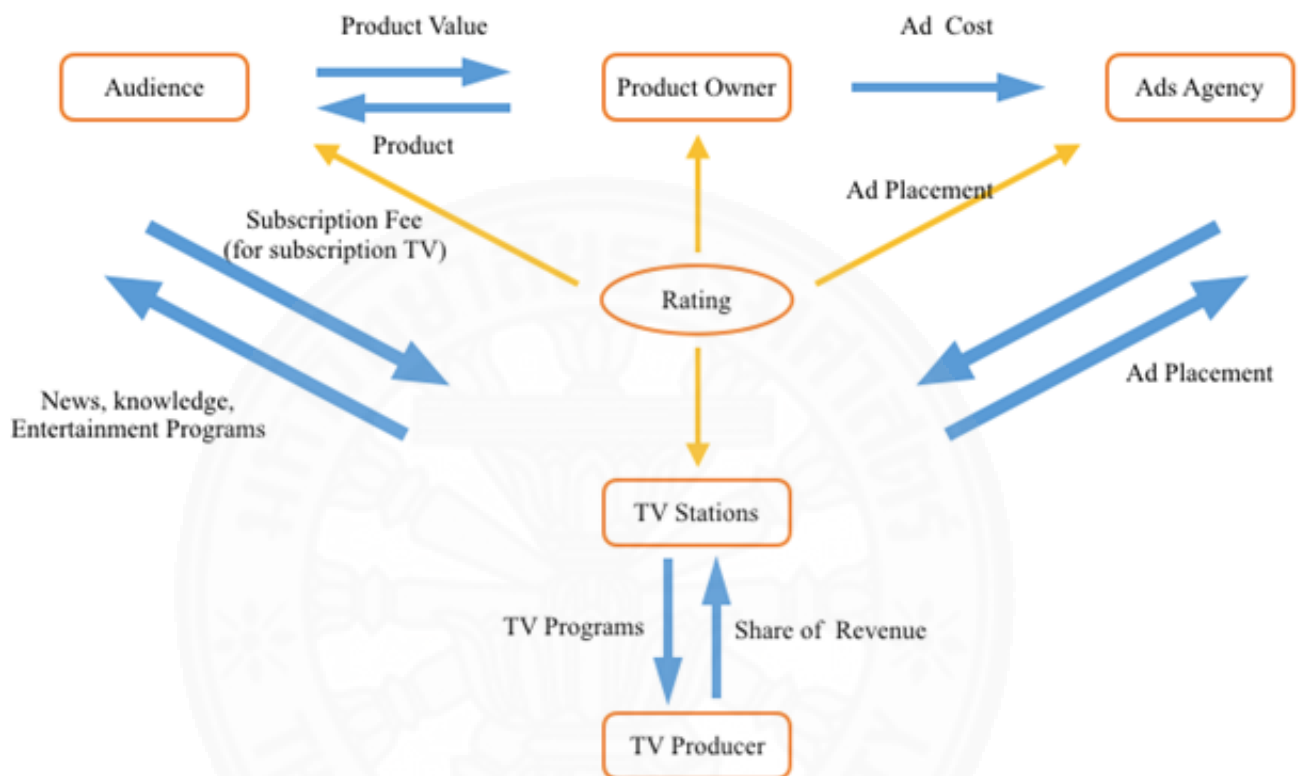 Product Value
Ad Cost
Audience
Product Owner
Ads Agency
Product
Ad Placement
Subscription Fee
(for subscription TV)
Rating
Ad Placement
News, knowledge,
Entertainment Programs
TV Stations
TV Programs
Share of Revenue
TV Producer